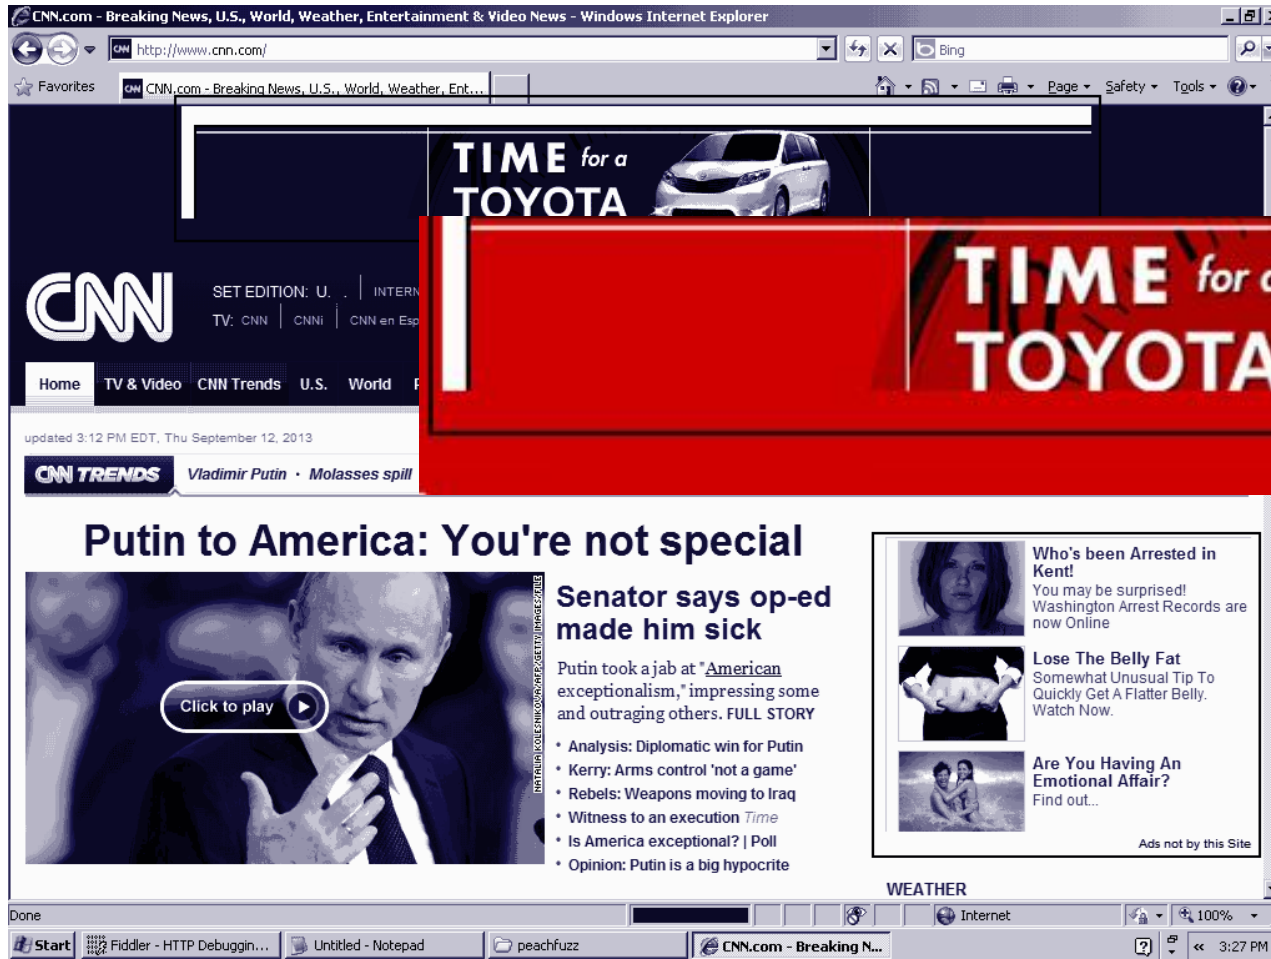 CNN.com - Breaking News, U.S., World, Weather, Entertainment & Video News - Windows Internet Explorer
CNN http://www.cnn.com/
Bing
Favorites
CNN CNN.com - Breaking News, U.S., World, Weather, Ent...
Page Safety Tools
TIME for a
TOYOTA
TIME for a
TOYOTA
CNN
SET EDITION: U. . INTERN
TV: CNN CNNi CNN en Esp
Home TV & Video CNN Trends U.S. World
updated 3:12 PM EDT, Thu September 12, 2013
CNN TRENDS Vladimir Putin · Molasses spill
Putin to America: You're not special
NATALIA KOLESNIKOVA/AFP/GETTY IMAGES/FILE
Click to play
Senator says op-ed
made him sick
Putin took a jab at "American
exceptionalism," impressing some
and outraging others. FULL STORY
• Analysis: Diplomatic win for Putin
• Kerry: Arms control 'not a game'
• Rebels: Weapons moving to Iraq
• Witness to an execution Time
• Is America exceptional? | Poll
• Opinion: Putin is a big hypocrite
Who's been Arrested in
Kent!
You may be surprised!
Washington Arrest Records are
now Online
Lose The Belly Fat
Somewhat Unusual Tip To
Quickly Get A Flatter Belly.
Watch Now.
Are You Having An
Emotional Affair?
Find out...
Ads not by this Site
WEATHER
Done
Internet
100%
Start
Fiddler - HTTP Debuggin...
Untitled - Notepad
peachfuzz
CNN.com - Breaking N...
3:27 PM